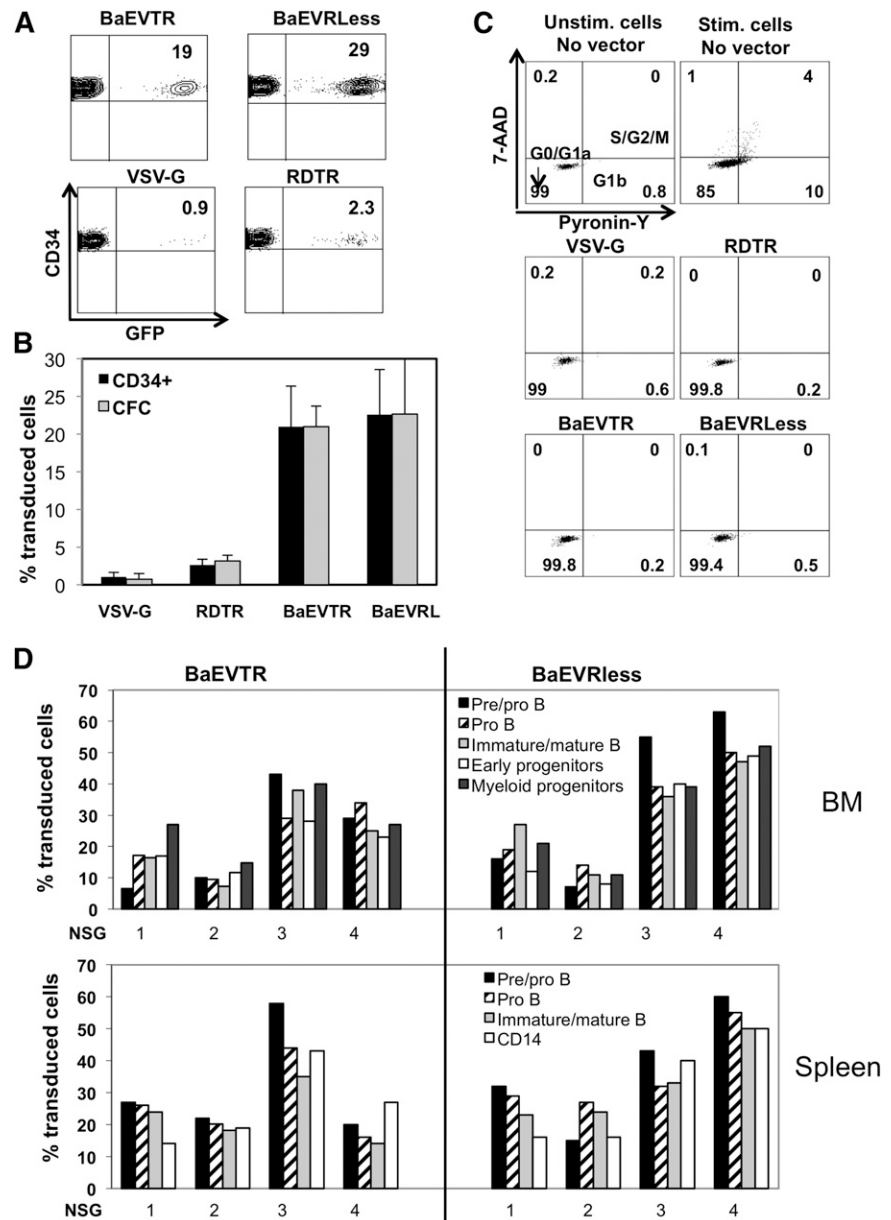 A
BaEVTR BaEVRLess
19 29
VSV-G RDTR
0.9 2.3
CD34
GFP
B
30
25
20
15
10
5
0
% transduced cells
CD34+
CFC
VSV-G RDTR BaEVTR BaEVRL
C
Unstim. cells Stim. cells
No vector No vector
7-AAD
0.2 0 1 4
S/G2/M
G0/G1a
G1b
99 0.8 85 10
Pyronin-Y
VSV-G RDTR
0.2 0.2 0 0
99 0.6 99.8 0.2
BaEVTR BaEVRLess
0 0 0.1 0
99.8 0.2 99.4 0.5
D
BaEVTR BaEVRless
70
60
50
40
30
20
10
0
% transduced cells
Pre/pro B
Pro B
Immature/mature B
Early progenitors
Myeloid progenitors
BM
NSG 1 2 3 4 1 2 3 4
70
60
50
40
30
20
10
0
% transduced cells
Pre/pro B
Pro B
Immature/mature B
CD14
Spleen
NSG 1 2 3 4 1 2 3 4